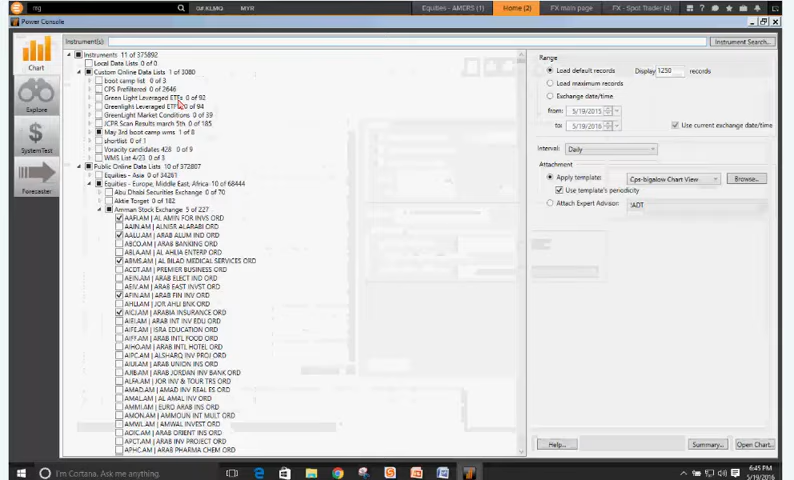 mg
GF.KLMG
MYR
Equities - AMERS (1)
Home (2)
FX main page
FX - Spot Trader (4)
Power Console
Instrument(s)
Instrument Search...
Chart
Explore
SystemTest
Forecaster
Instruments 11 of 375892
Local Data Lists 0 of 0
Custom Online Data Lists 1 of 3080
boot camp list 0 of 3
CPS Prefiltered 0 of 2646
Green Light Leveraged ETFs 0 of 92
Greenlight Leveraged ETF's 0 of 94
GreenLight Market Conditions 0 of 39
JCPR Scan Results march 5th 0 of 185
May 3rd boot camp wms 1 of 8
shortlist 0 of 1
Voracity candidates 428 0 of 9
WMS List 4/23 0 of 3
Public Online Data Lists 10 of 372807
Equities - Asia 0 of 34261
Equities - Europe, Middle East, Africa 10 of 68444
Abu Dhabi Securities Exchange 0 of 70
Aktie Torget 0 of 182
Amman Stock Exchange 5 of 227
AAFI.AM | AL AMIN FOR INVS ORD
AAIN.AM | ALNISR ALARABI ORD
AALU.AM | ARAB ALUM IND ORD
ABCO.AM | ARAB BANKING ORD
ABLA.AM | AHLIA ENTERP ORD
ABMS.AM | AL BILAD MEDICAL SERVICES ORD
ACDT.AM | PREMIER BUSINESS ORD
AEIN.AM | ARAB ELECT IND ORD
AEIV.AM | ARAB EAST INVST ORD
AFIN.AM | ARAB FIN INV ORD
AHLI.AM | JOR AHLI BNK ORD
AICI.AM | ARABIA INSURANCE ORD
AIEI.AM | ARAB INT INV EDU ORD
AIFE.AM | ISRA EDUCATION ORD
AIFF.AM | ARAB INTL FOOD ORD
AIHO.AM | ARAB INTL HOTEL ORD
AIPC.AM | ALSHARQ INV PROJ ORD
AIUI.AM | ARAB UNION INS ORD
AJIB.AM | ARAB JORDAN INV BANK ORD
ALFA.AM | JOR INV & TOUR TRS ORD
AMAD.AM | AMAD INV REAL ES ORD
AMAL.AM | AL AMAL INV ORD
AMMI.AM | EURO ARAB INS ORD
AMON.AM | AMMOUN INT MULT ORD
AMWL.AM | AMWAL INVEST ORD
AOIC.AM | ARAB ORIENT INS ORD
APCT.AM | ARAB INV PROJECT ORD
APHC.AM | ARAB PHARMA CHEM ORD
Range
Load default records Display 1250 records
Load maximum records
Exchange date/time
from: 5/19/2015
to: 5/19/2016 Use current exchange date/time
Interval: Daily
Attachment
Apply template: Cps-bigalow Chart View Browse...
Use template's periodicity
Attach Expert Advisor: !ADT
Help...
Summary...
Open Chart...
I'm Cortana. Ask me anything.
6:45 PM
5/19/2016